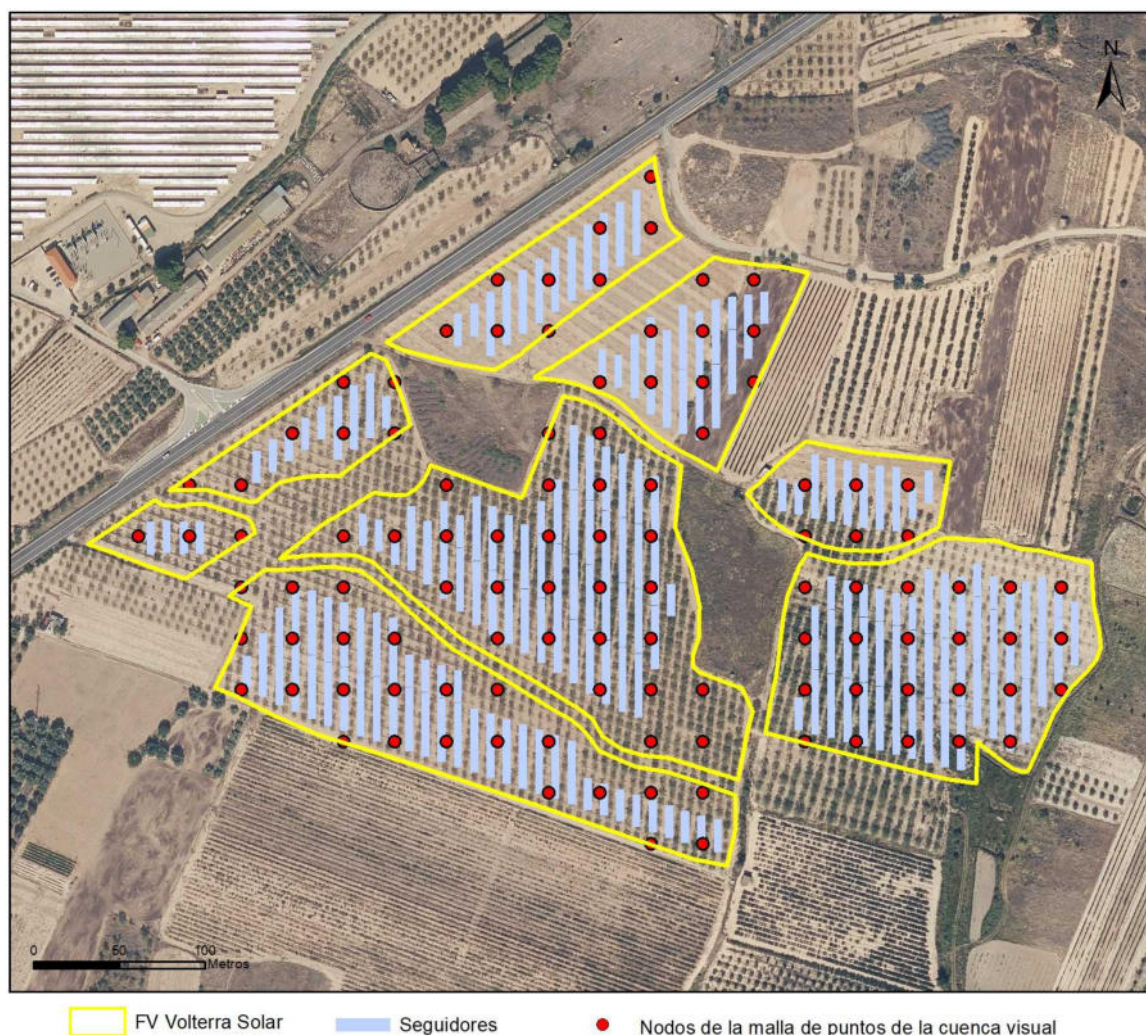 N
0 50 100
Metros
FV Volterra Solar Seguidores Nodos de la malla de puntos de la cuenca visual